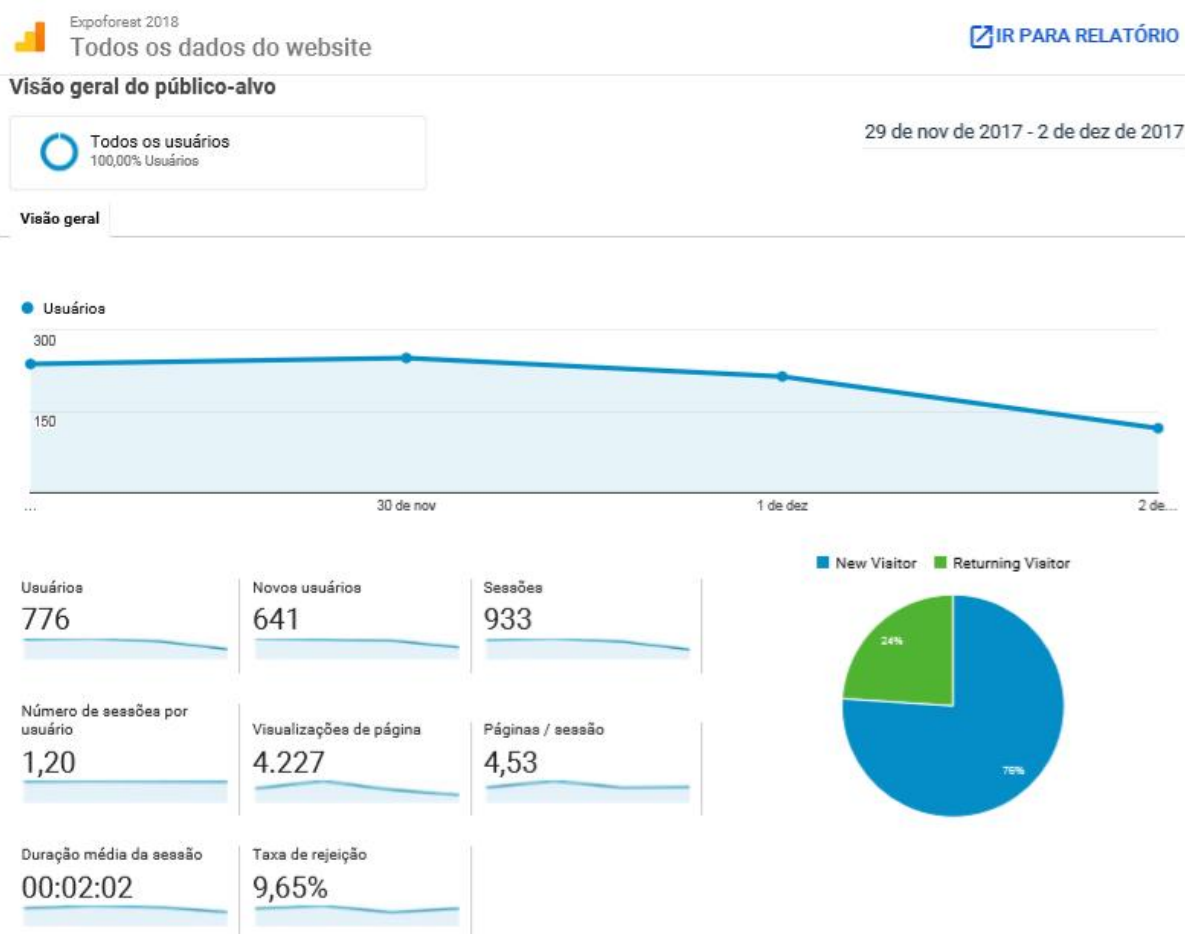 Expoforest 2018
Todos os dados do website
IR PARA RELATÓRIO
Visão geral do público-alvo
Todos os usuários
100,00% Usuários
29 de nov de 2017 - 2 de dez de 2017
Visão geral
Usuários
300
150
... 30 de nov 1 de dez 2 de...
New Visitor Returning Visitor
Usuários
776
Novos usuários
641
Sessões
933
Número de sessões por
usuário
1,20
Visualizações de página
4.227
Páginas / sessão
4,53
24%
76%
Duração média da sessão
00:02:02
Taxa de rejeição
9,65%